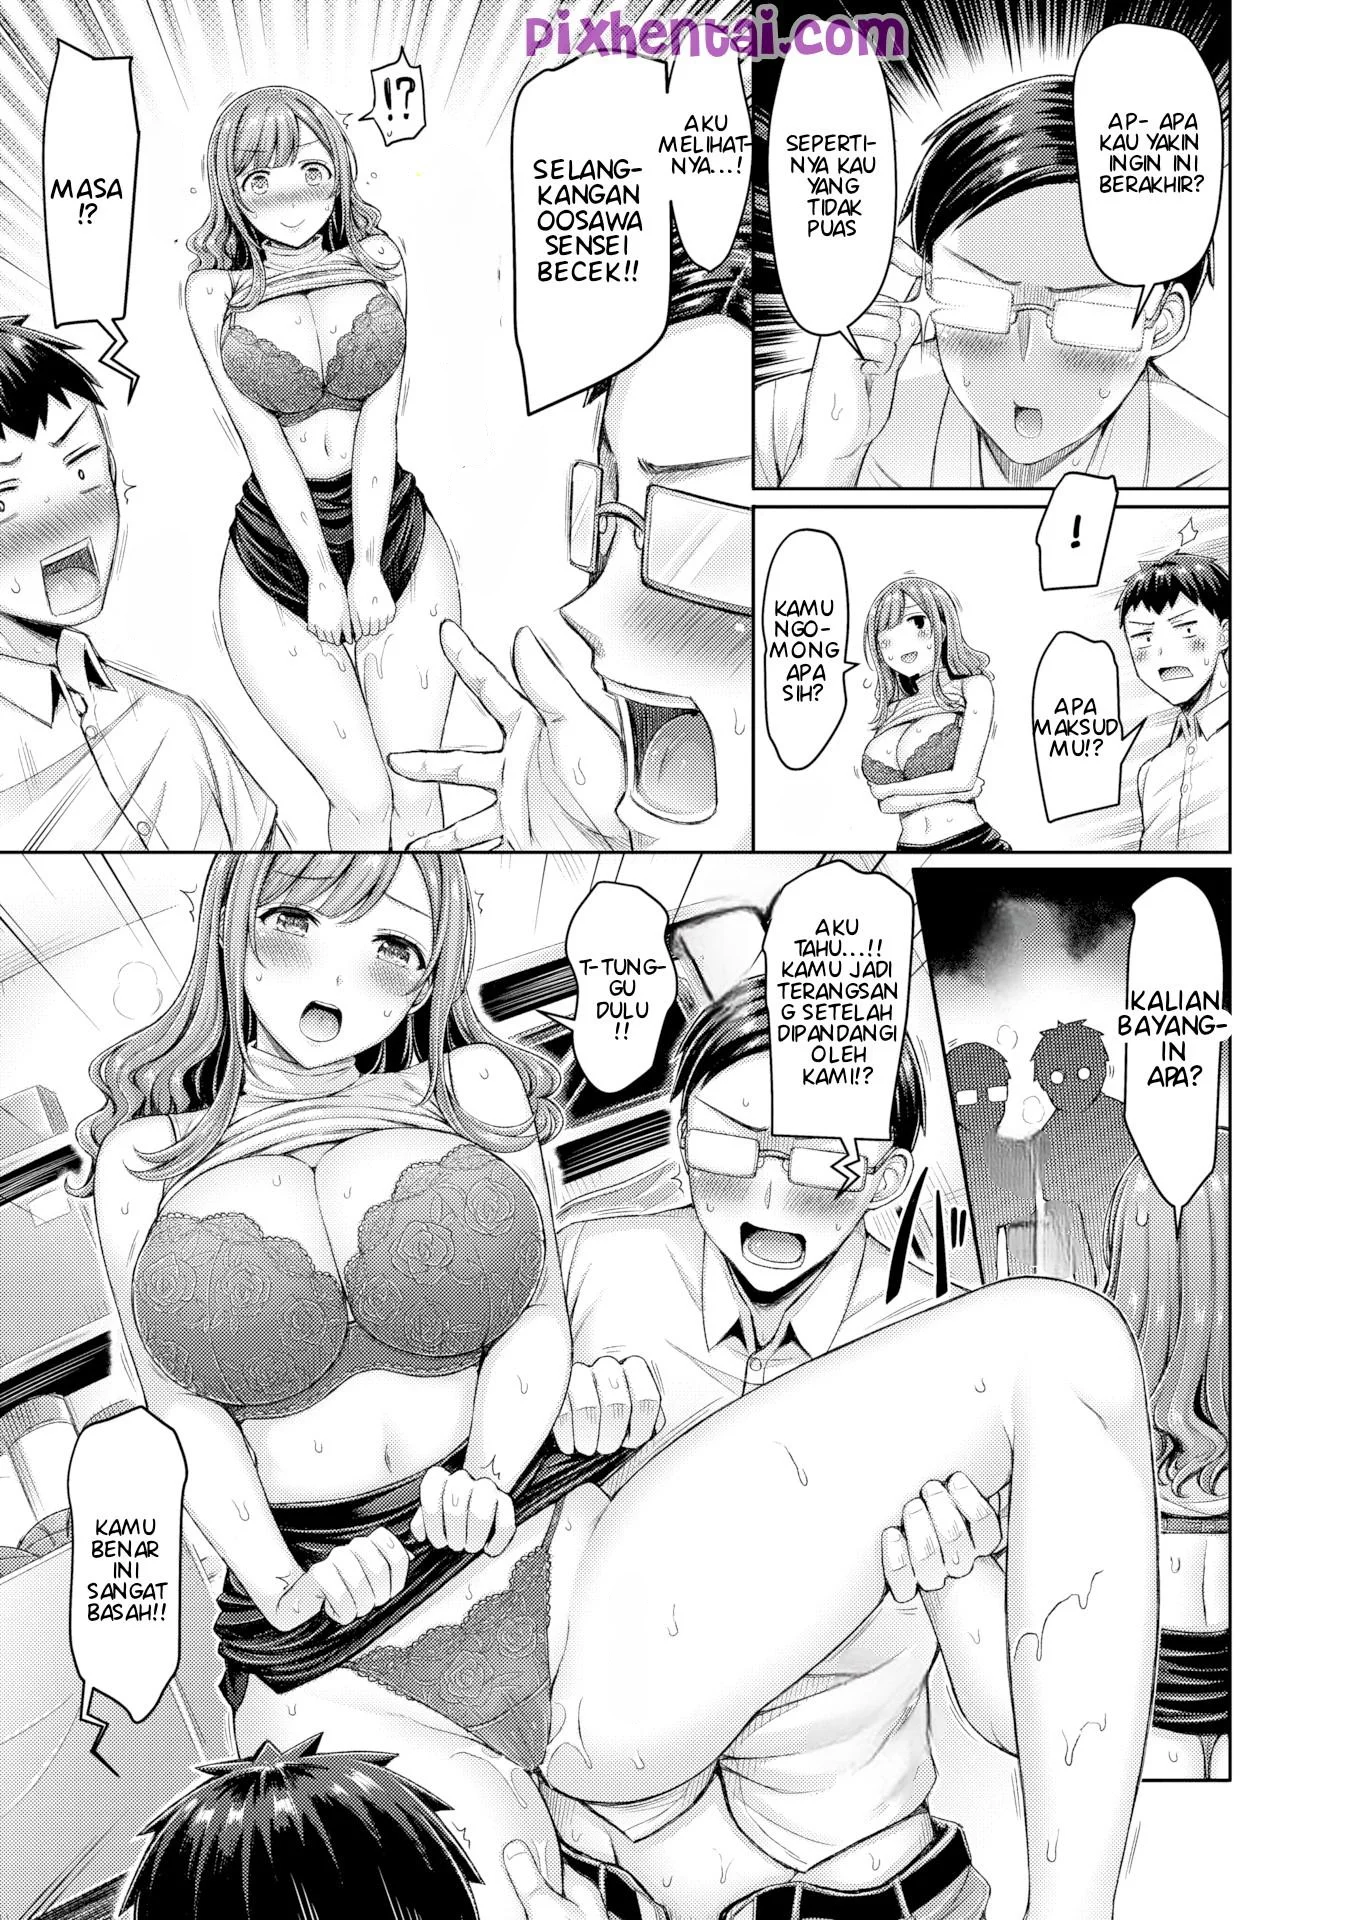 pixhentai.com
AP- APA
KAU YAKIN
INGIN INI
BERAKHIR?
SEPERTI-
NYA KAU
YANG
TIDAK
PUAS
!
APA
MAKSUD
MU!?
KAMU
NGO-
MONG
APA
SIH?
AKU
MELIHAT-
NYA...!
SELANG-
KANGAN
OOSAWA
SENSEI
BECEK!!
!?
MASA
!?
KALIAN
BAYANG-
IN
APA?
AKU
TAHU...!!
KAMU JADI
TERANGSAN
G SETELAH
DIPANDANGI
OLEH
KAMI!?
T-TUNG-
GU
DULU
!!
KAMU
BENAR
INI
SANGAT
BASAH!!